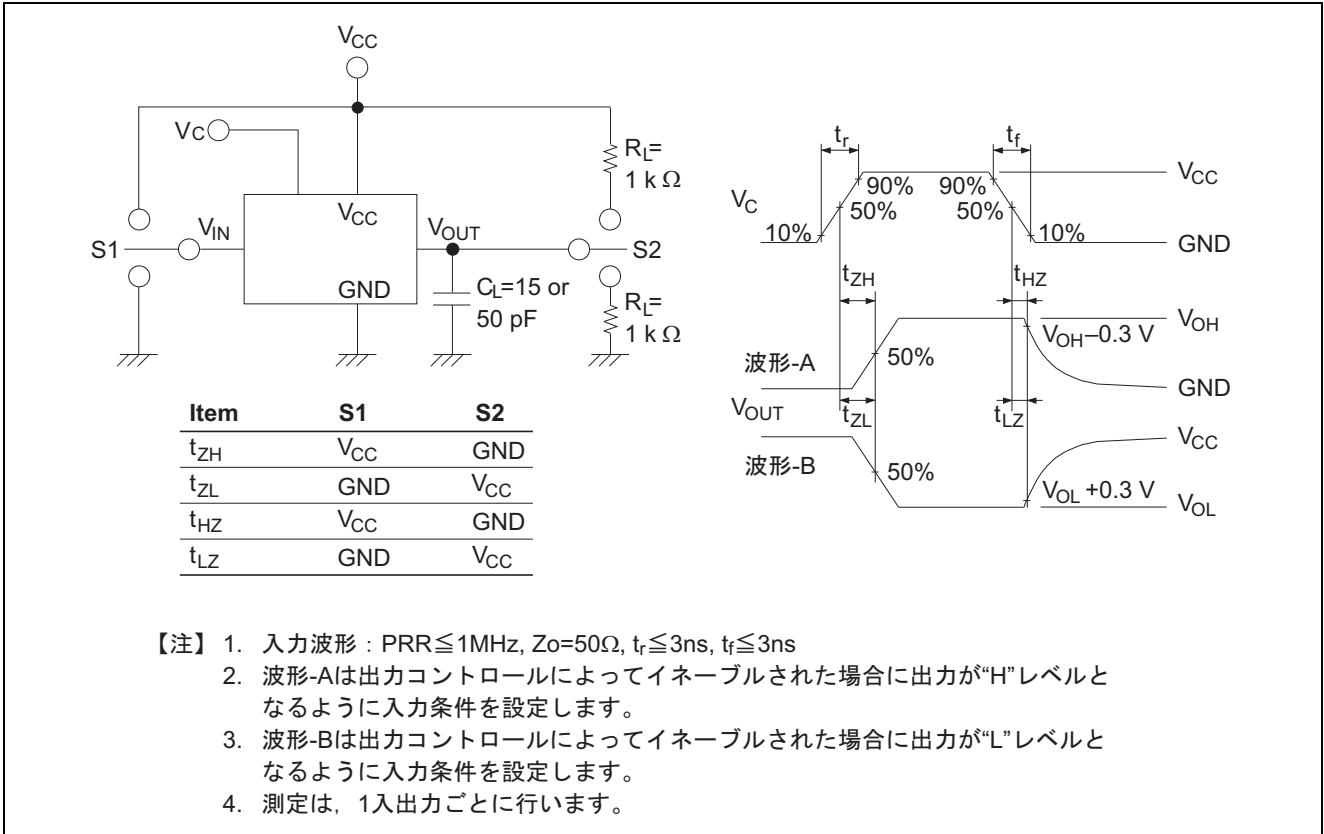 VCC
VC
RL=
1 k Ω
VCC
S1
VIN
VOUT
S2
GND
CL=15 or
50 pF
RL=
1 k Ω
Item S1 S2
tZH VCC GND
tZL GND VCC
tHZ VCC GND
tLZ GND VCC
tr
tf
VCC
90%
90%
VC
50%
50%
10%
10%
GND
tZH
tHZ
VOH
VOH–0.3 V
波形-A
50%
GND
VOUT
tZL
tLZ
VCC
波形-B
50%
VOL +0.3 V
VOL
【注】 1. 入力波形：PRR≦1MHz, Zo=50Ω, tr≦3ns, tf≦3ns
2. 波形-Aは出力コントロールによってイネーブルされた場合に出力が“H”レベルと
なるように入力条件を設定します。
3. 波形-Bは出力コントロールによってイネーブルされた場合に出力が“L”レベルと
なるように入力条件を設定します。
4. 測定は，1入出力ごとに行います。